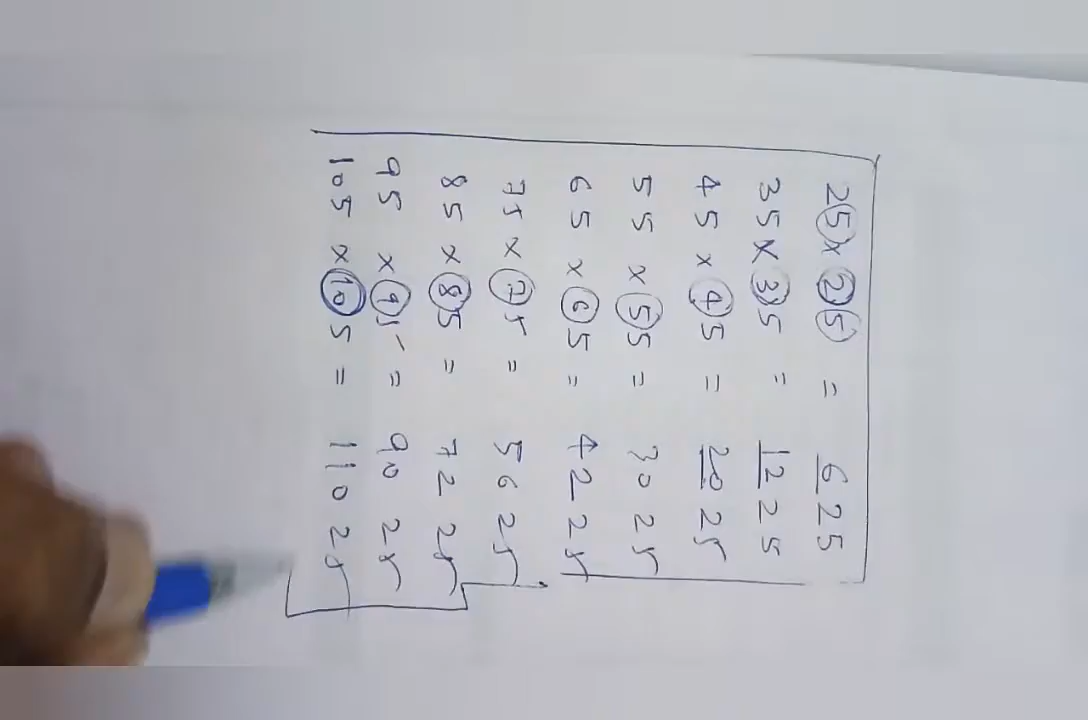 25 x 25 = 625
35 x 35 = 1225
45 x 45 = 2025
55 x 55 = 3025
65 x 65 = 4225
75 x 75 = 5625
85 x 85 = 7225
95 x 95 = 9025
105 x 105 = 11025